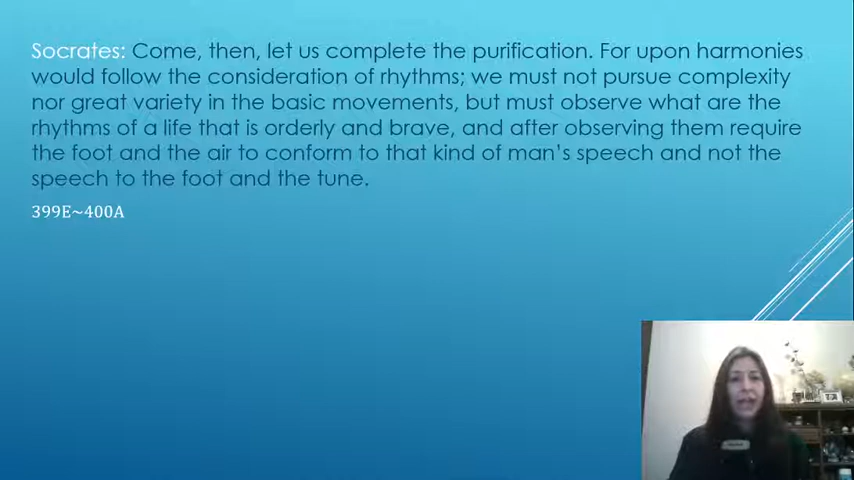 Socrates: Come, then, let us complete the purification. For upon harmonies
would follow the consideration of rhythms; we must not pursue complexity
nor great variety in the basic movements, but must observe what are the
rhythms of a life that is orderly and brave, and after observing them require
the foot and the air to conform to that kind of man’s speech and not the
speech to the foot and the tune.
399E~400A